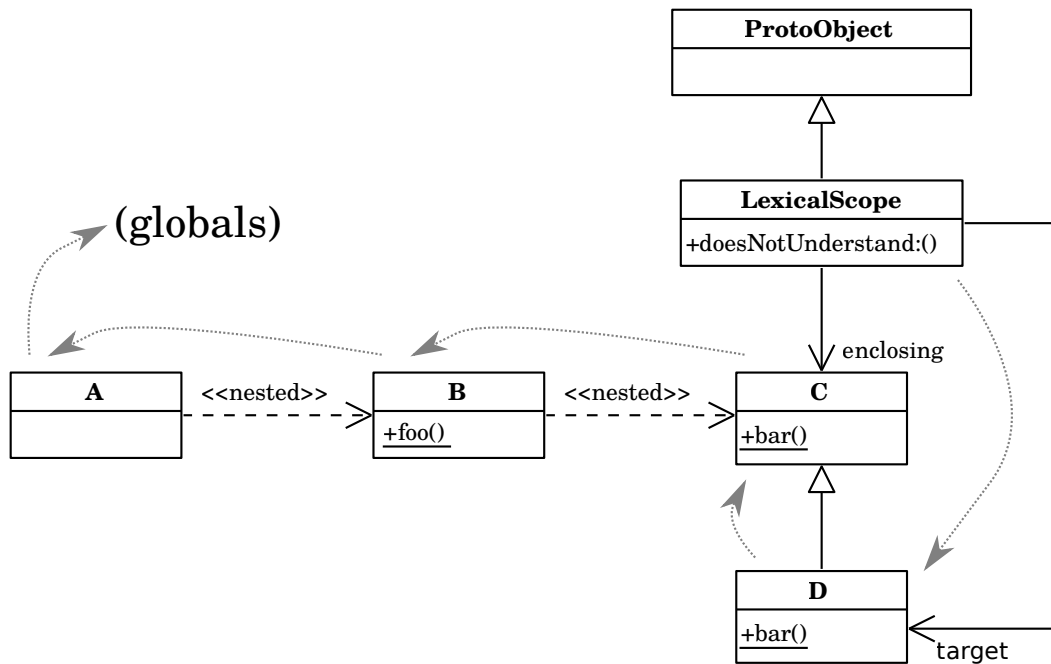 ProtoObject
LexicalScope
+doesNotUnderstand:()
(globals)
enclosing
A
<<nested>>
B
+foo()
<<nested>>
C
+bar()
D
+bar()
target